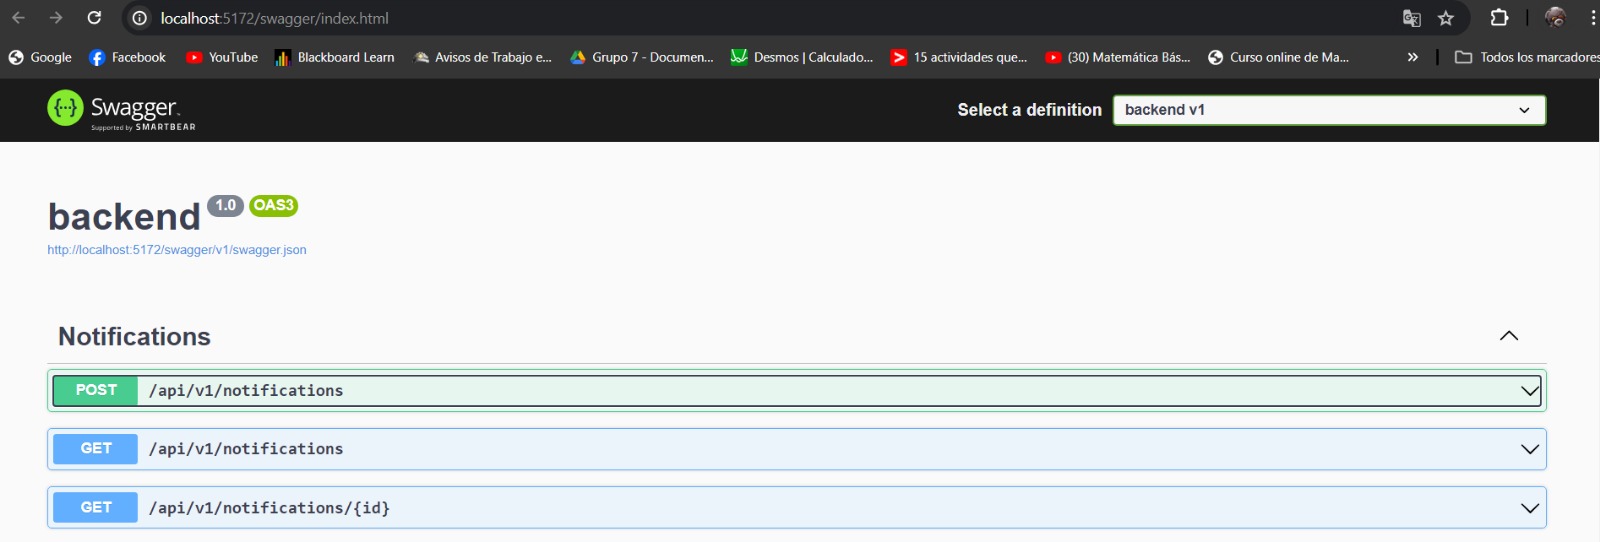 localhost:5172/swagger/index.html
Google Facebook YouTube Blackboard Learn Avisos de Trabajo e... Grupo 7 - Documen... Desmos | Calculado... 15 actividades que... (30) Matemática Bás... Curso online de Ma... » Todos los marcadores
{···} Swagger. Select a definition backend v1
Supported by SMARTBEAR
backend 1.0 OAS3
http://localhost:5172/swagger/v1/swagger.json
Notifications
POST /api/v1/notifications
GET /api/v1/notifications
GET /api/v1/notifications/{id}